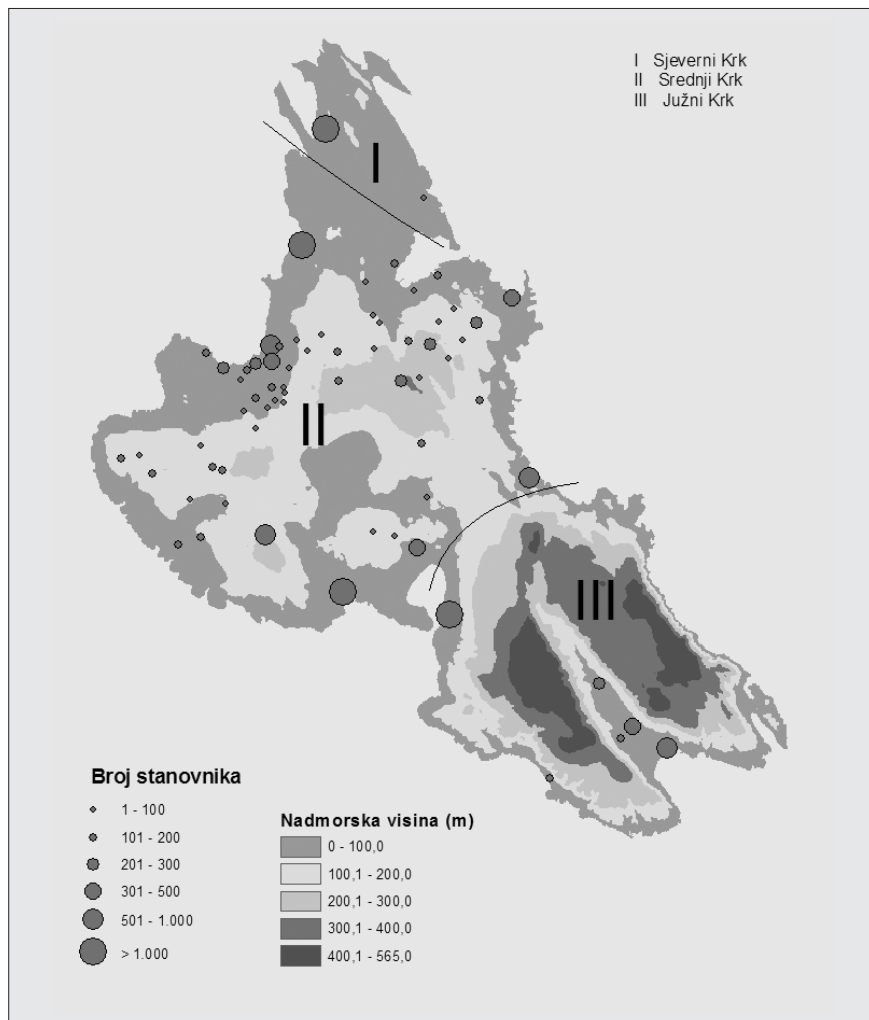 I Sjeverni Krk
II Srednji Krk
III Južni Krk
I
II
III
Broj stanovnika
1 - 100
101 - 200
201 - 300
301 - 500
501 - 1.000
> 1.000
Nadmorska visina (m)
0 - 100,0
100,1 - 200,0
200,1 - 300,0
300,1 - 400,0
400,1 - 565,0